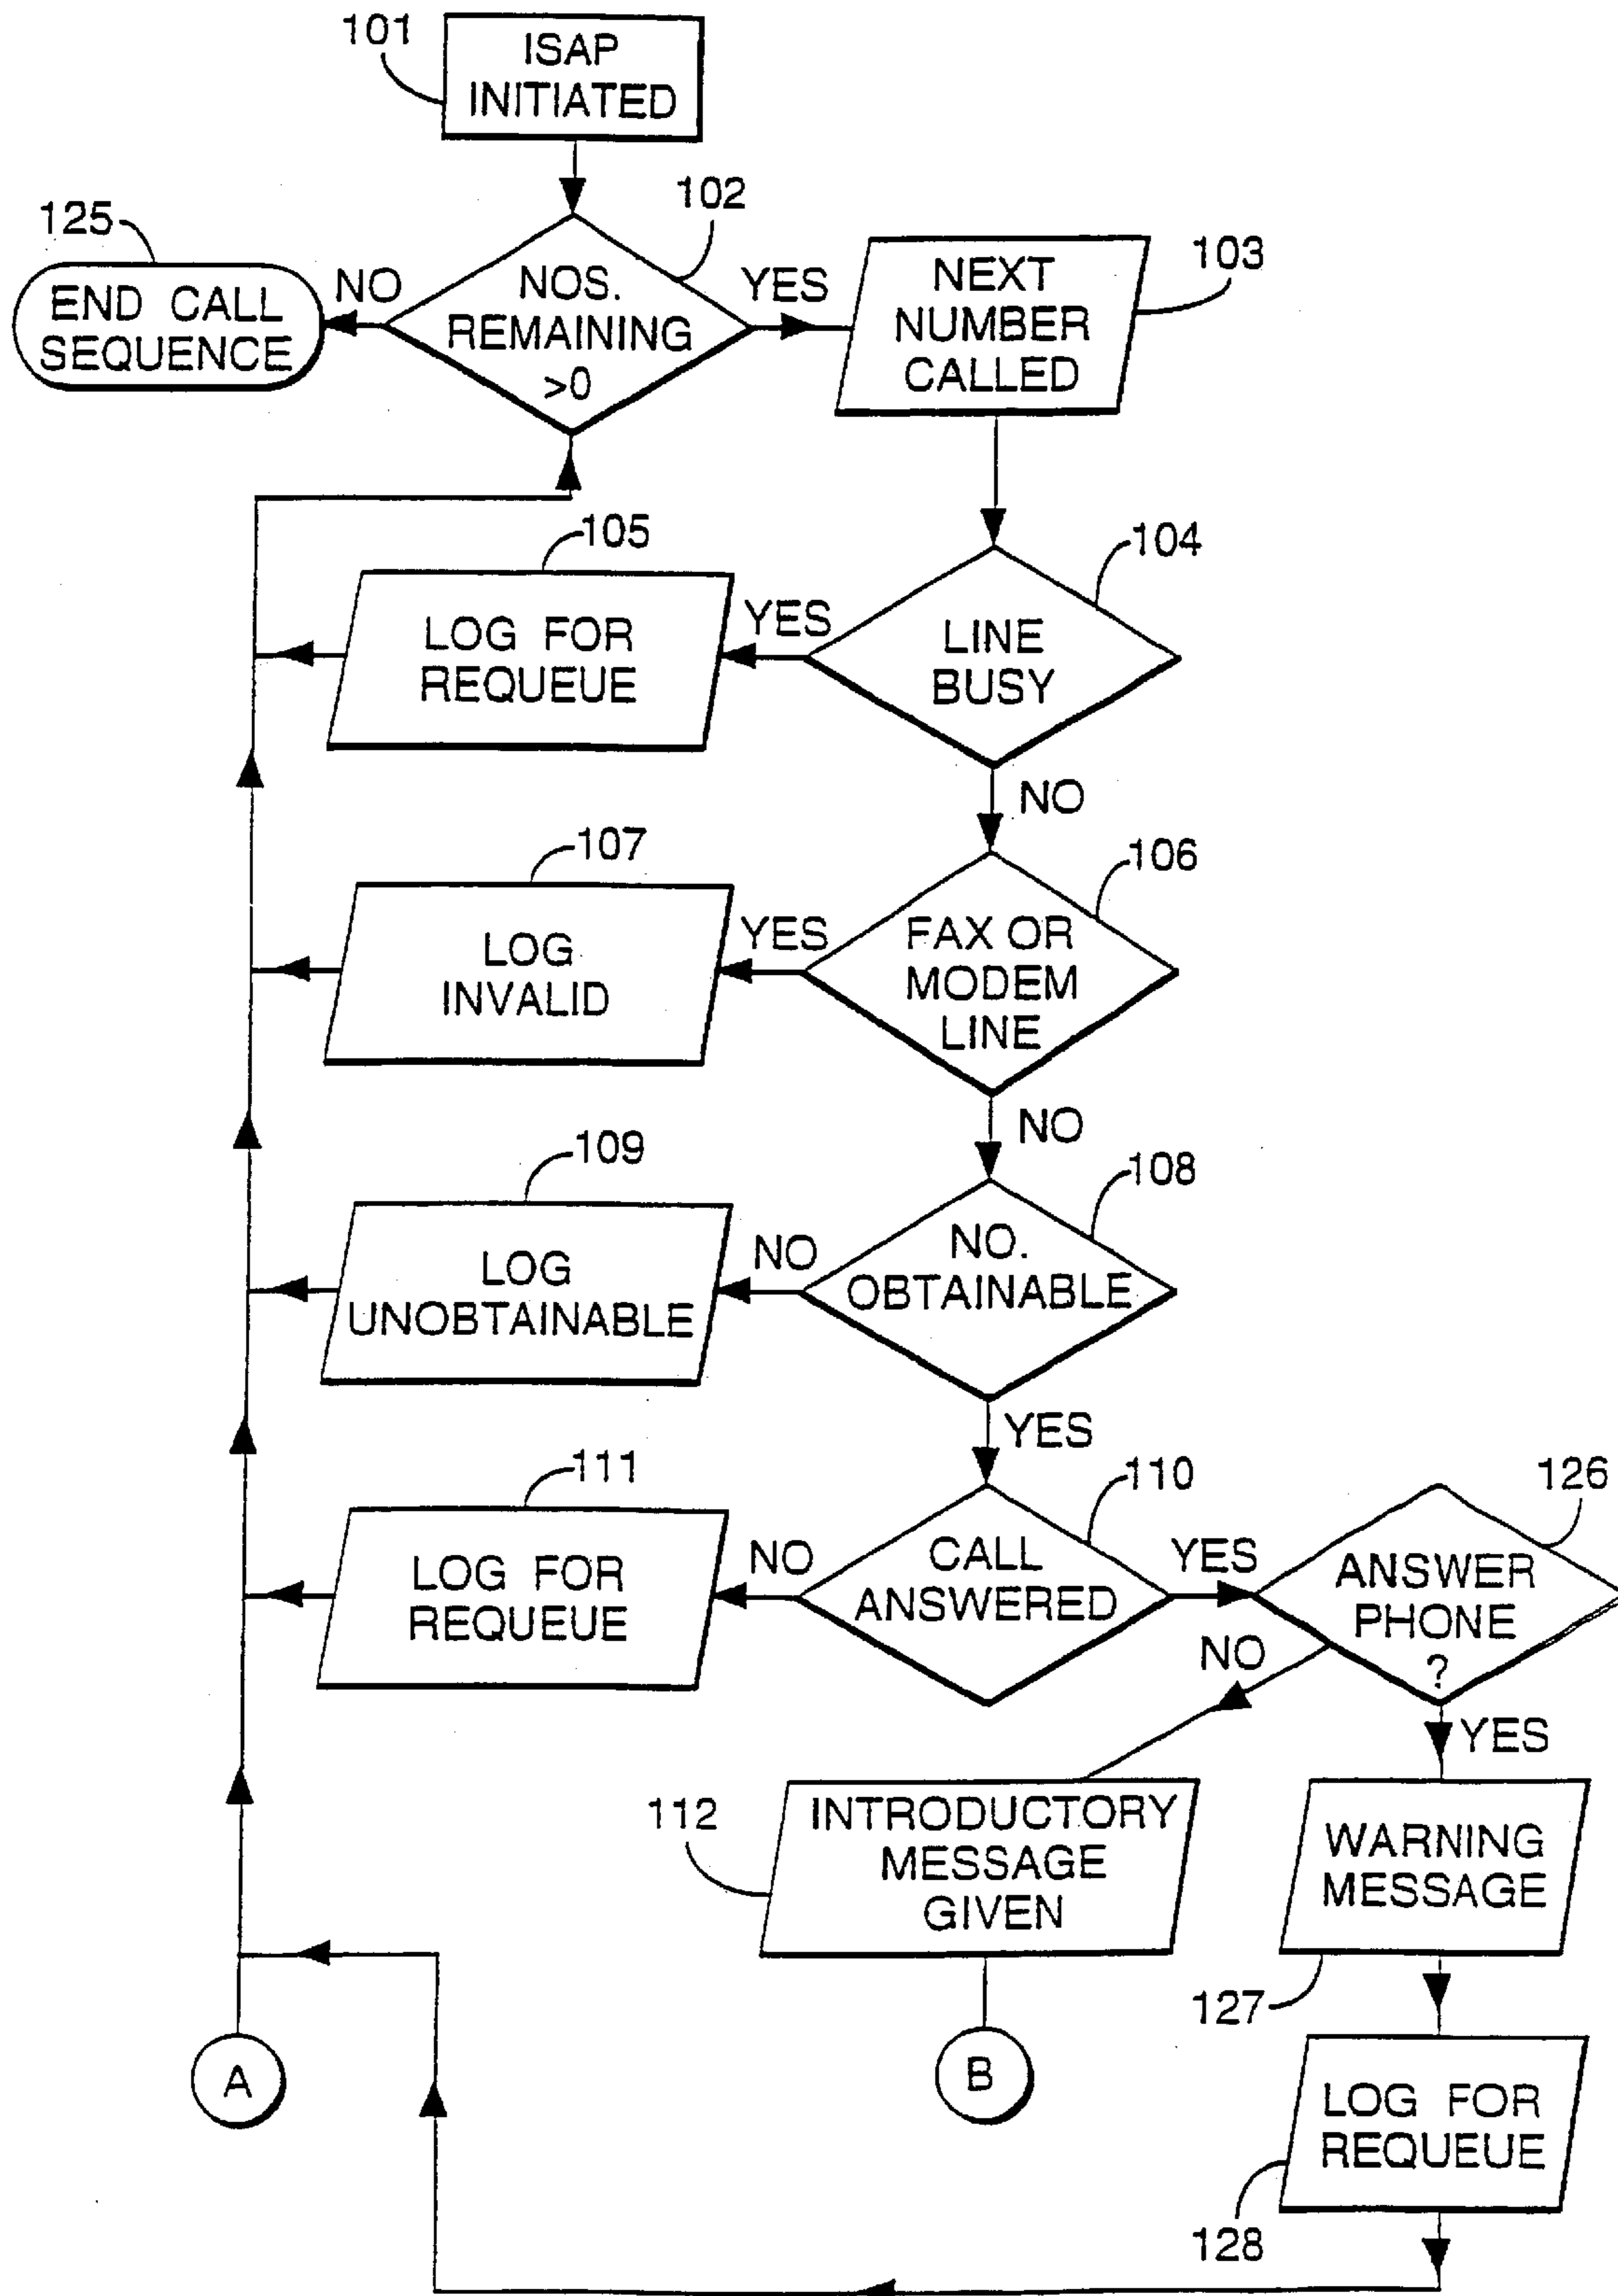 101
ISAP
INITIATED
102
125
END CALL
SEQUENCE
NO
NOS.
REMAINING
>0
YES
NEXT
NUMBER
CALLED
103
105
LOG FOR
REQUEUE
YES
104
LINE
BUSY
NO
107
LOG
INVALID
YES
106
FAX OR
MODEM
LINE
NO
109
LOG
UNOBTAINABLE
NO
108
NO.
OBTAINABLE
YES
111
LOG FOR
REQUEUE
NO
110
CALL
ANSWERED
YES
126
ANSWER
PHONE
?
NO
YES
112
INTRODUCTORY
MESSAGE
GIVEN
WARNING
MESSAGE
127
A
B
LOG FOR
REQUEUE
128